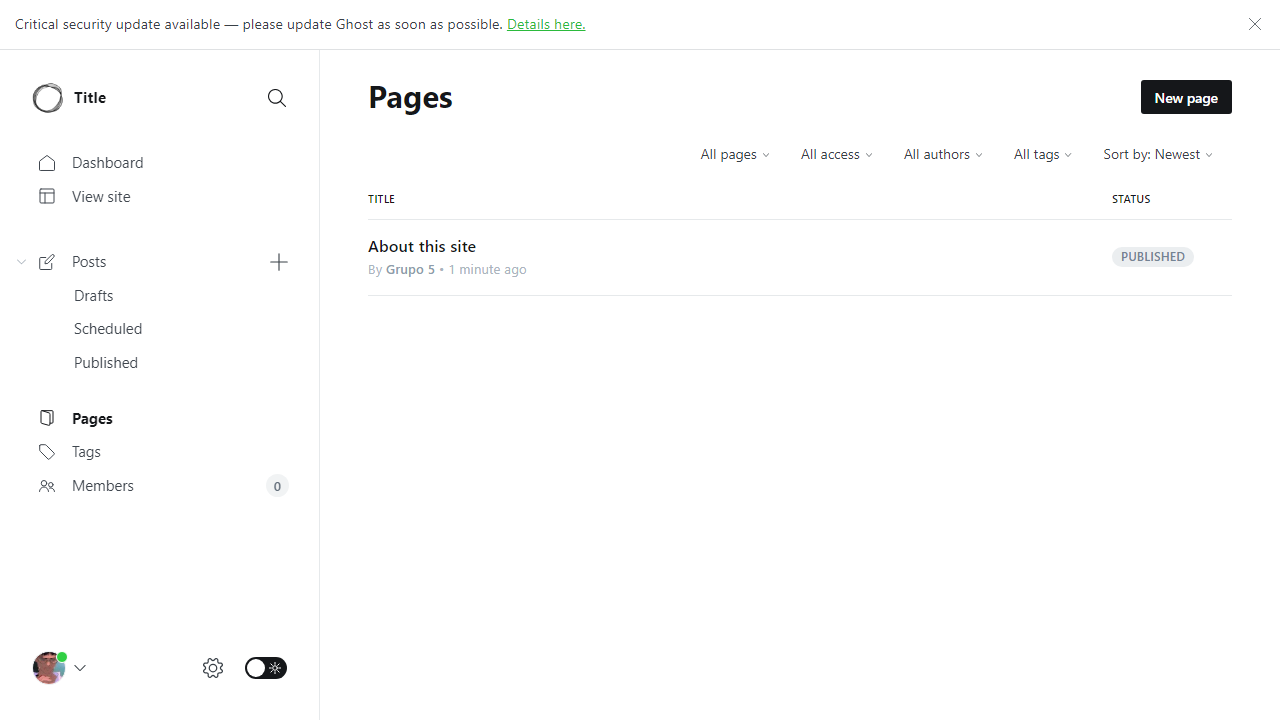 Critical security update available — please update Ghost as soon as possible. Details here.
Title
Dashboard
View site
Posts
Drafts
Scheduled
Published
Pages
Tags
Members 0
Pages
New page
All pages All access All authors All tags Sort by: Newest
TITLE STATUS
About this site
By Grupo 5 • 1 minute ago
PUBLISHED